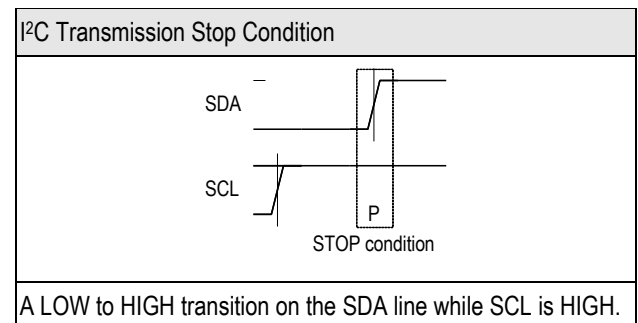 I²C Transmission Stop Condition
SDA
SCL
P
STOP condition
A LOW to HIGH transition on the SDA line while SCL is HIGH.